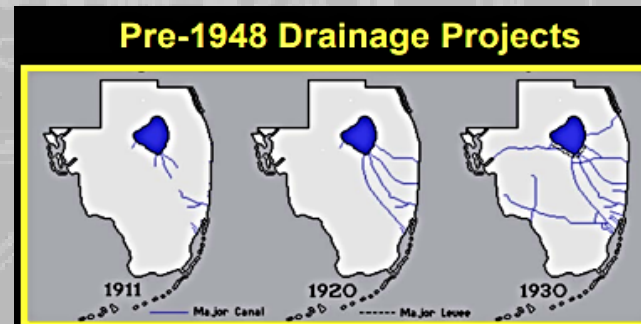 Pre-1948 Drainage Projects
1911
1920
1930
Major Canal
Major Levee